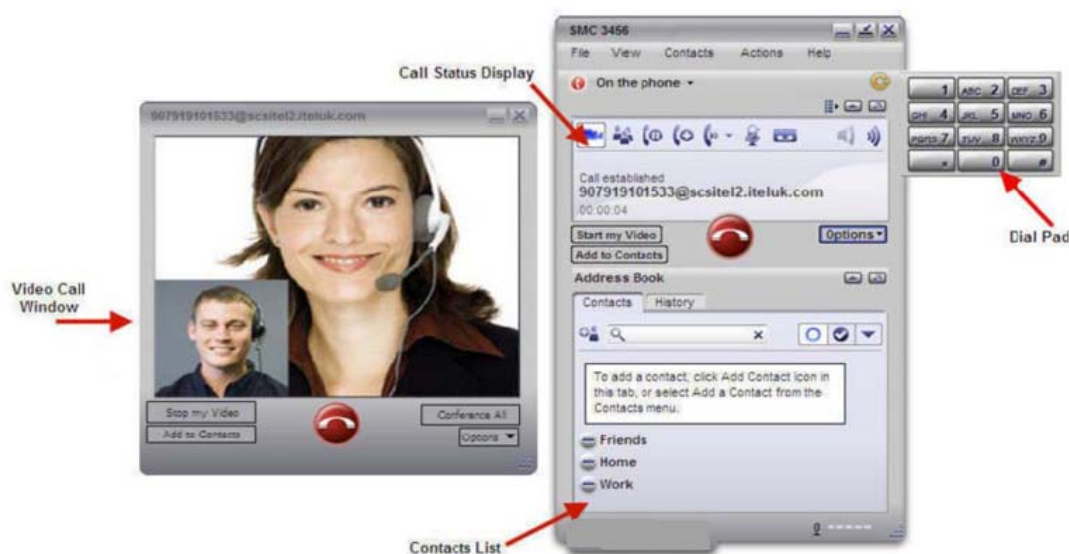 SMC 3456
File View Contacts Actions Help
Call Status Display
On the phone
907919101533@scsitel2.iteluk.com
1 ABC 2 DEF 3
GHI 4 JKL 5 MNO 6
PQRS 7 TUV 8 WXYZ 9
* 0 #
Call established
907919101533@scsitel2.iteluk.com
00:00:04
Dial Pad
Start my Video
Options
Add to Contacts
Address Book
Video Call
Window
Contacts History
To add a contact, click Add Contact icon in
this tab, or select Add a Contact from the
Contacts menu.
Stop my Video
Conference All
Add to Contacts
Options
Friends
Home
Work
Contacts List